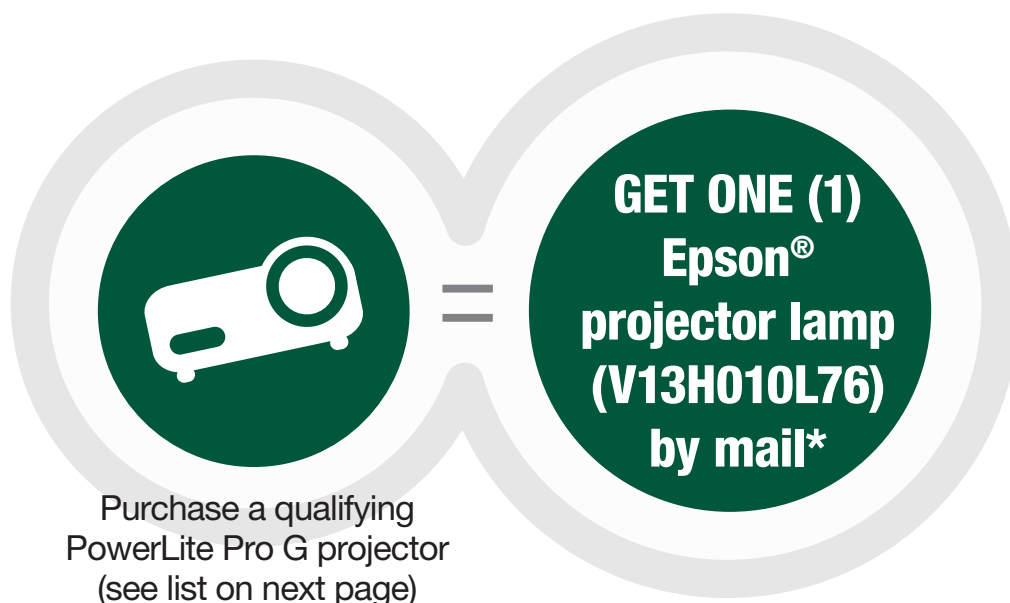 Purchase a qualifying
PowerLite Pro G projector
(see list on next page)
=
GET ONE (1)
Epson®
projector lamp
(V13H010L76)
by mail*